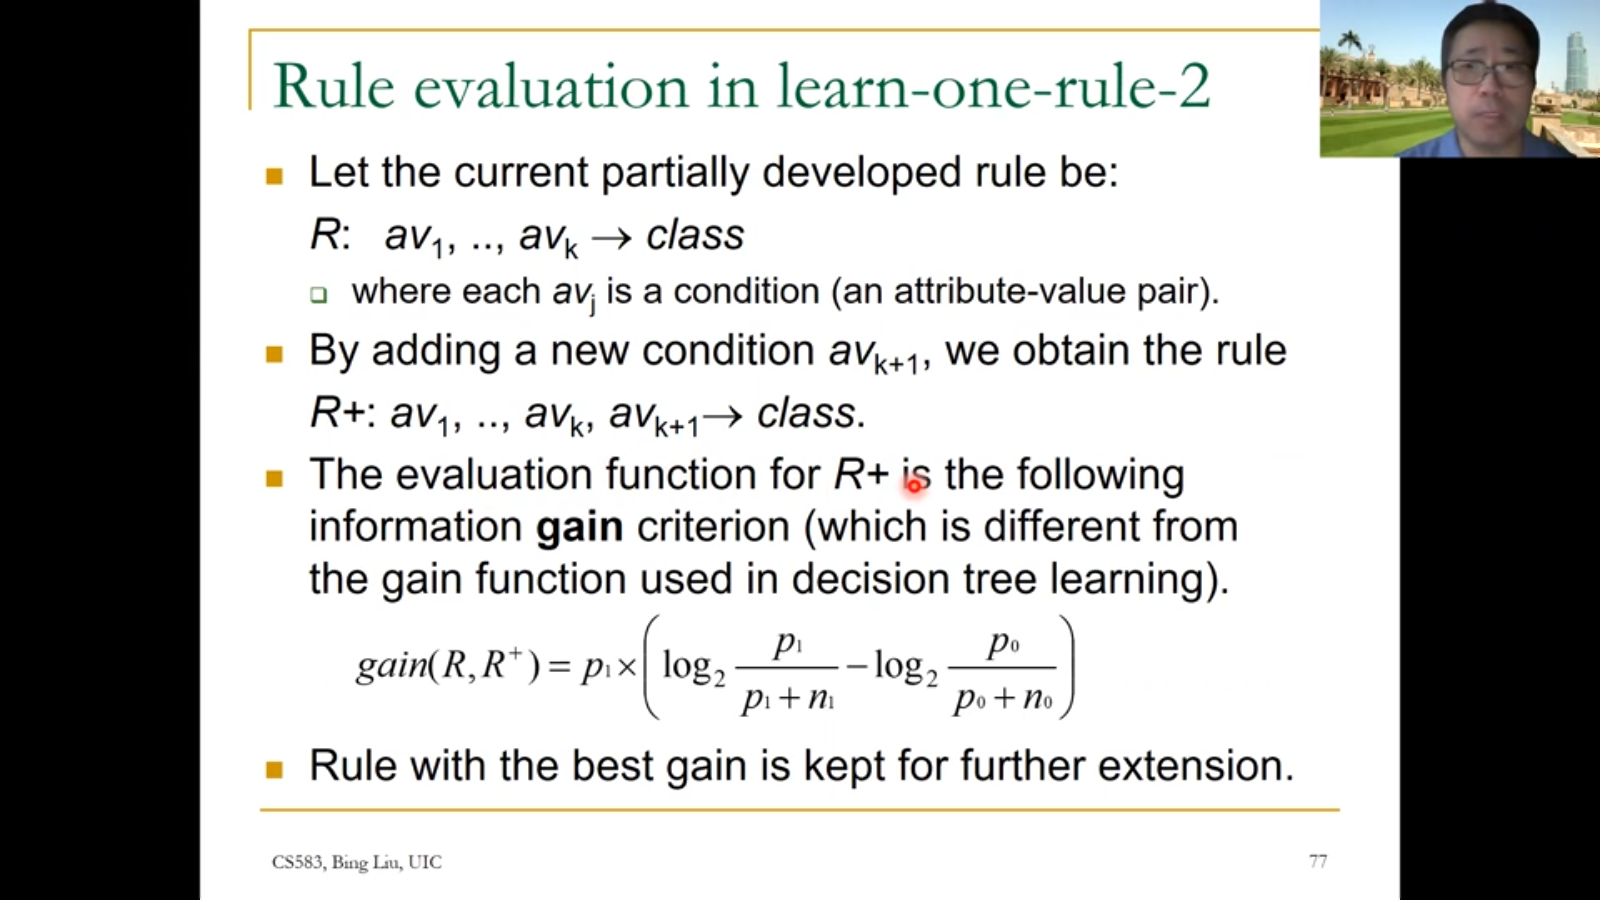 Rule evaluation in learn-one-rule-2
■ Let the current partially developed rule be:
R: av₁, .., avₖ → class
❑ where each avⱼ is a condition (an attribute-value pair).
■ By adding a new condition avₖ₊₁, we obtain the rule
R+: av₁, .., avₖ, avₖ₊₁→ class.
■ The evaluation function for R+ is the following
information gain criterion (which is different from
the gain function used in decision tree learning).
gain(R, R⁺) = p₁ × ( log₂ p₁/(p₁ + n₁) − log₂ p₀/(p₀ + n₀) )
■ Rule with the best gain is kept for further extension.
CS583, Bing Liu, UIC 77